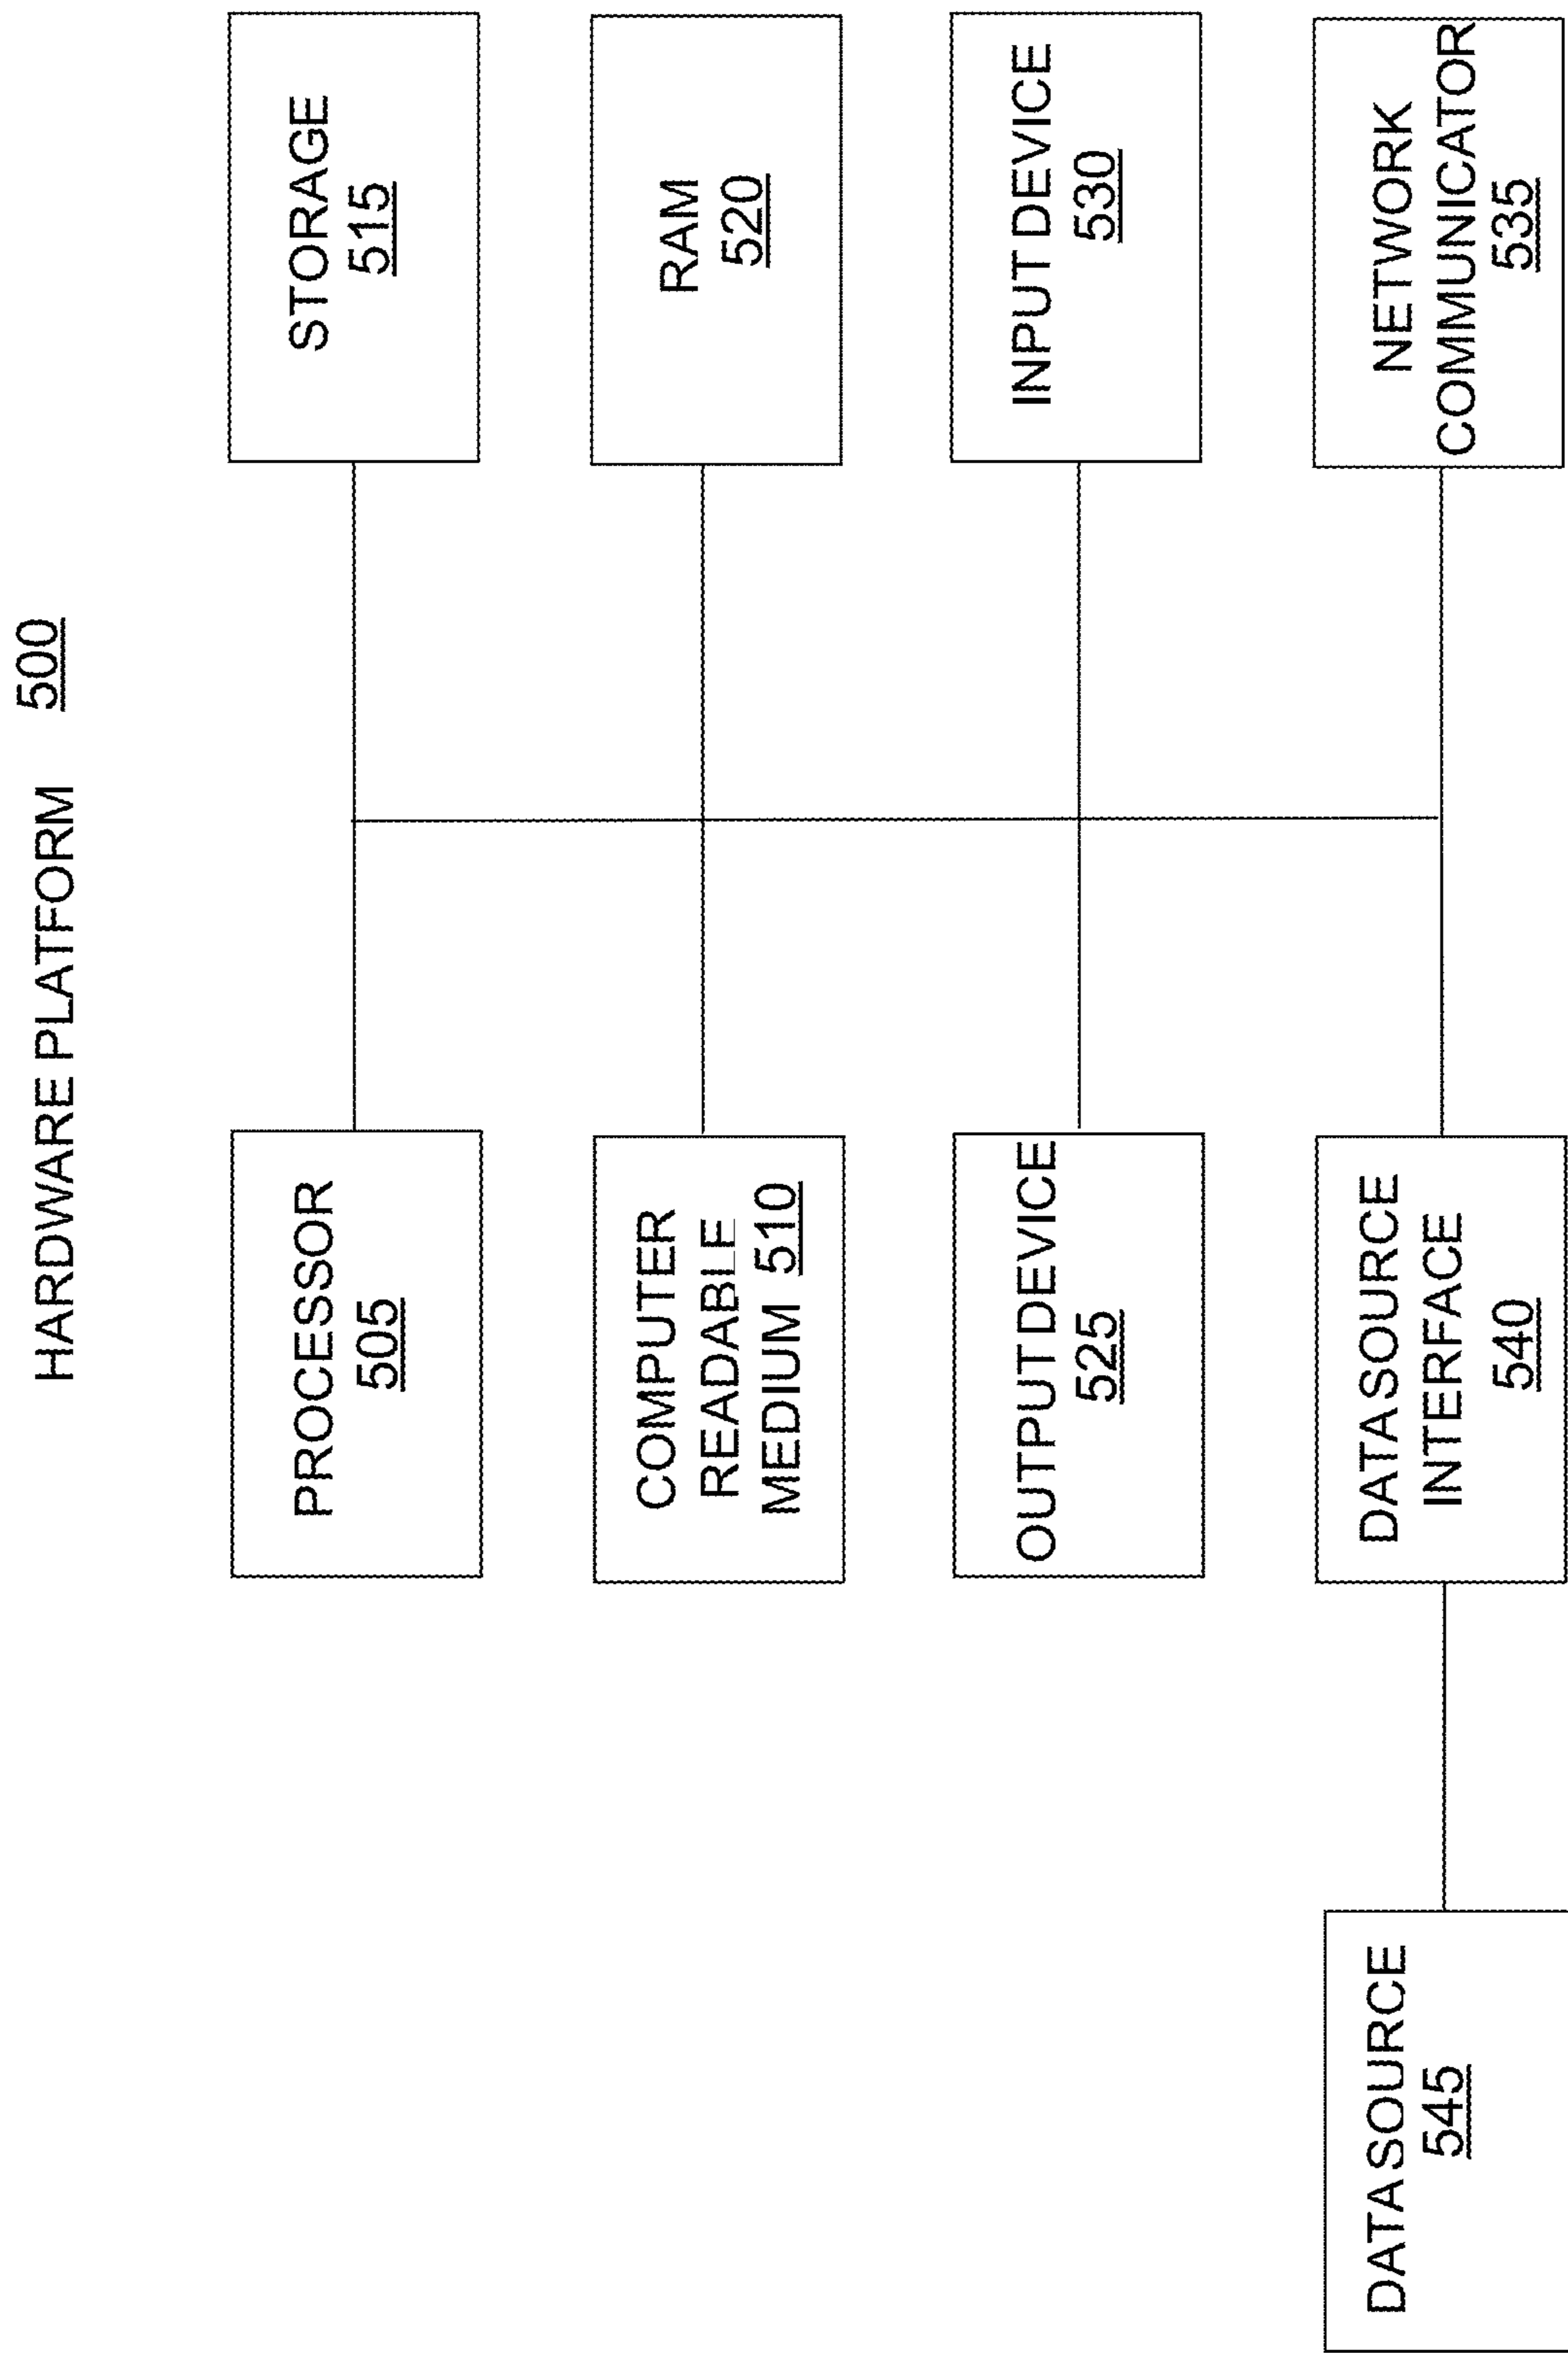 HARDWARE PLATFORM 500
PROCESSOR
505
STORAGE
515
COMPUTER
READABLE
MEDIUM 510
RAM
520
OUTPUT DEVICE
525
INPUT DEVICE
530
DATA SOURCE
545
DATA SOURCE
INTERFACE
540
NETWORK
COMMUNICATOR
535